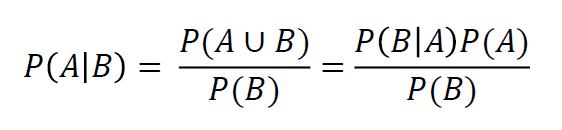 P(A|B) = P(A ∪ B) / P(B) = P(B|A)P(A) / P(B)